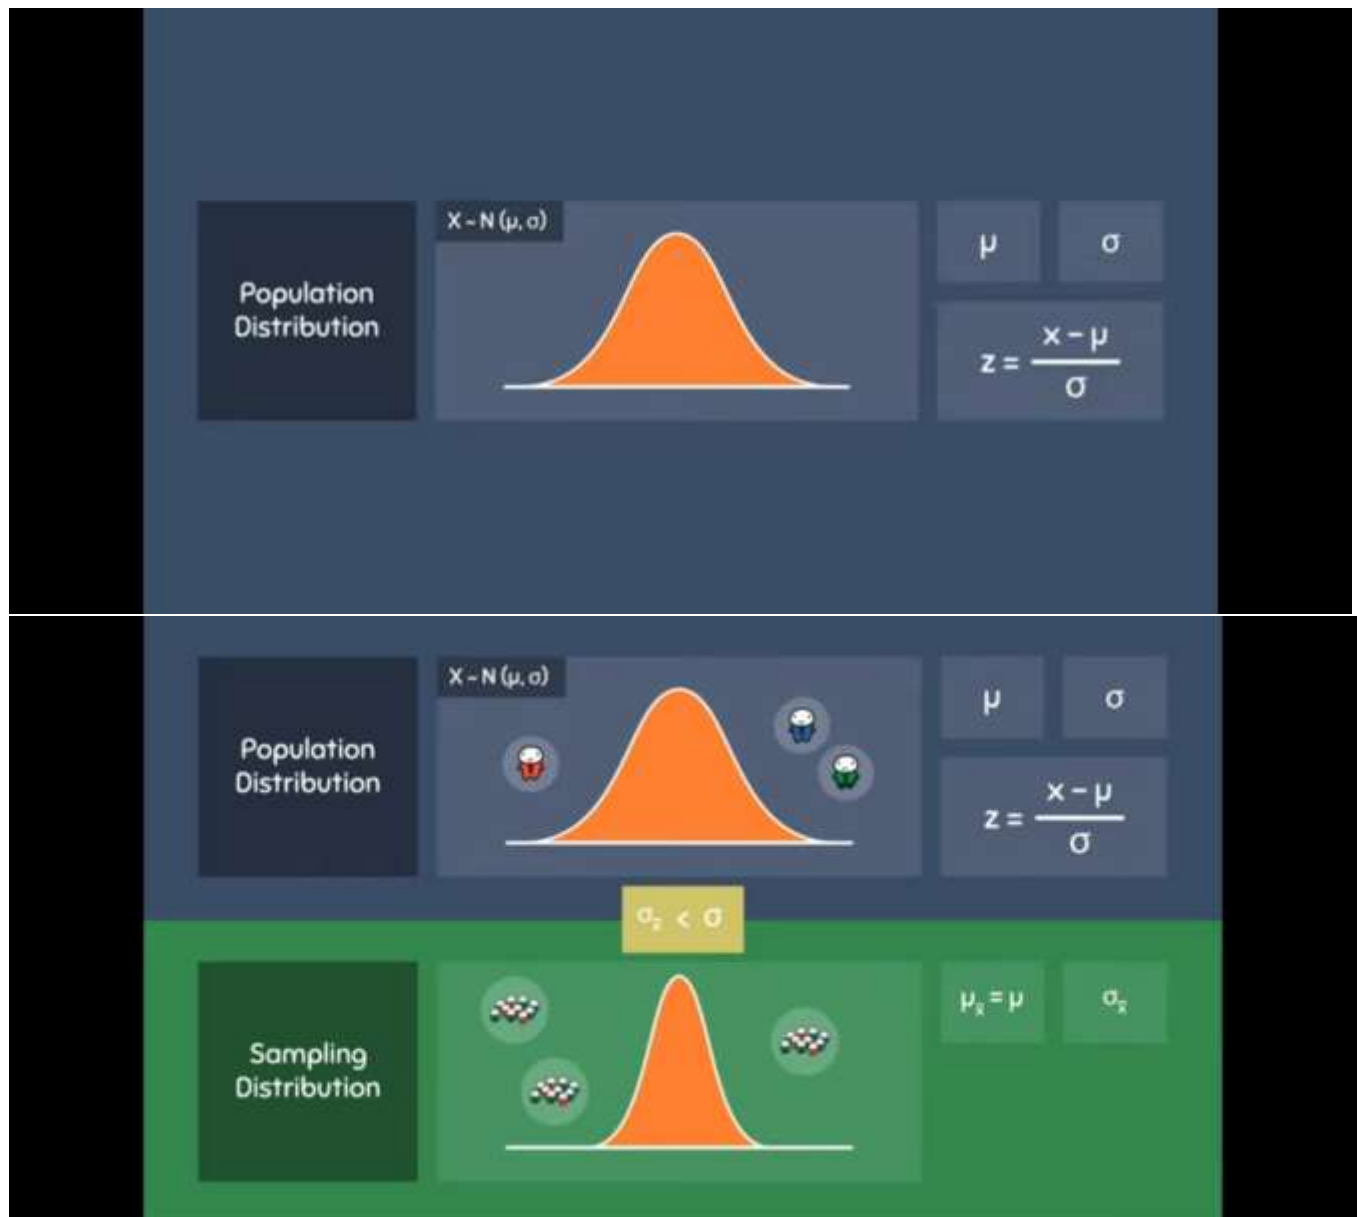 Population
Distribution
X ~ N (μ, σ)
μ
σ
z = x - μ / σ
Population
Distribution
X ~ N (μ, σ)
μ
σ
z = x - μ / σ
σx̄ < σ
Sampling
Distribution
μx̄ = μ
σx̄